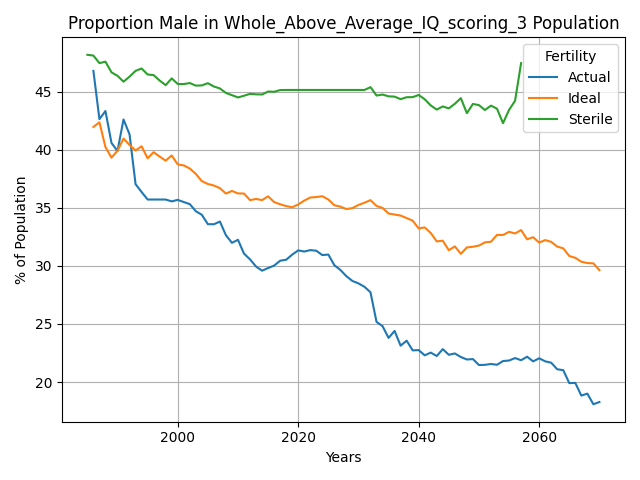 Proportion Male in Whole_Above_Average_IQ_scoring_3 Population
Fertility
Actual
Ideal
Sterile
% of Population
45
40
35
30
25
20
2000
2020
2040
2060
Years